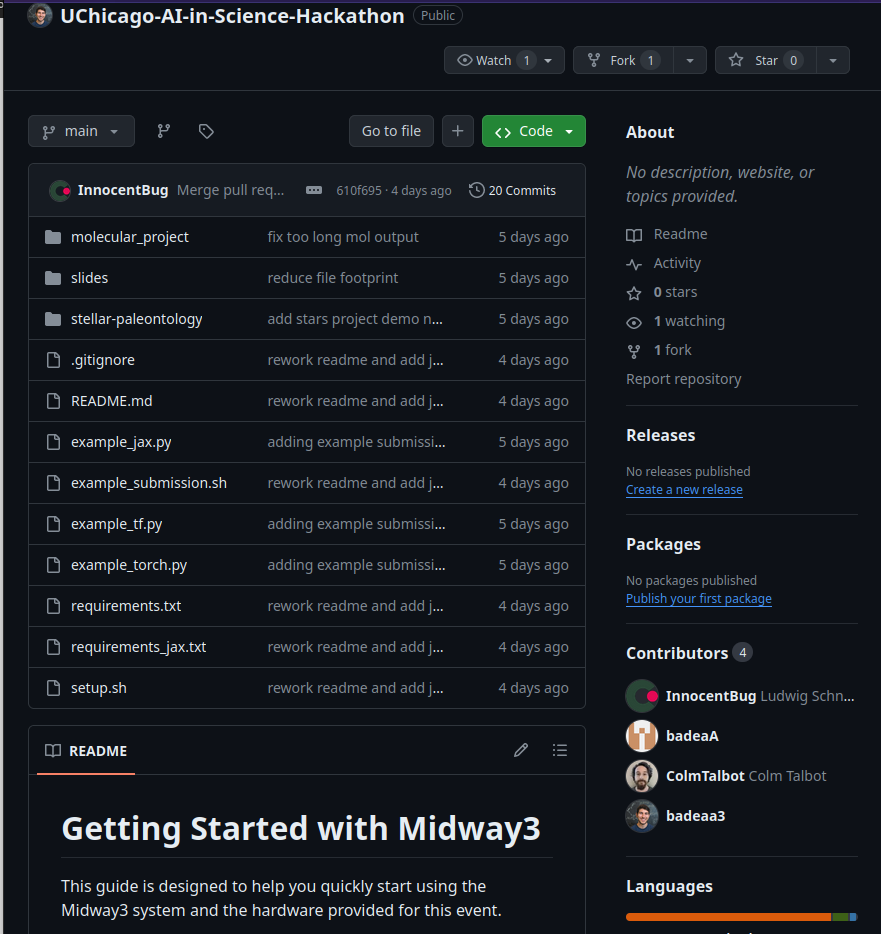 UChicago-AI-in-Science-Hackathon Public
Watch 1 Fork 1 Star 0
main Go to file Code
InnocentBug Merge pull req... 610f695 · 4 days ago 20 Commits
molecular_project fix too long mol output 5 days ago
slides reduce file footprint 5 days ago
stellar-paleontology add stars project demo n... 5 days ago
.gitignore rework readme and add j... 4 days ago
README.md rework readme and add j... 4 days ago
example_jax.py adding example submissi... 5 days ago
example_submission.sh rework readme and add j... 4 days ago
example_tf.py adding example submissi... 5 days ago
example_torch.py adding example submissi... 5 days ago
requirements.txt rework readme and add j... 4 days ago
requirements_jax.txt rework readme and add j... 4 days ago
setup.sh rework readme and add j... 4 days ago
README
Getting Started with Midway3
This guide is designed to help you quickly start using the
Midway3 system and the hardware provided for this event.
About
No description, website, or
topics provided.
Readme
Activity
0 stars
1 watching
1 fork
Report repository
Releases
No releases published
Create a new release
Packages
No packages published
Publish your first package
Contributors 4
InnocentBug Ludwig Schn...
badeaA
ColmTalbot Colm Talbot
badeaa3
Languages